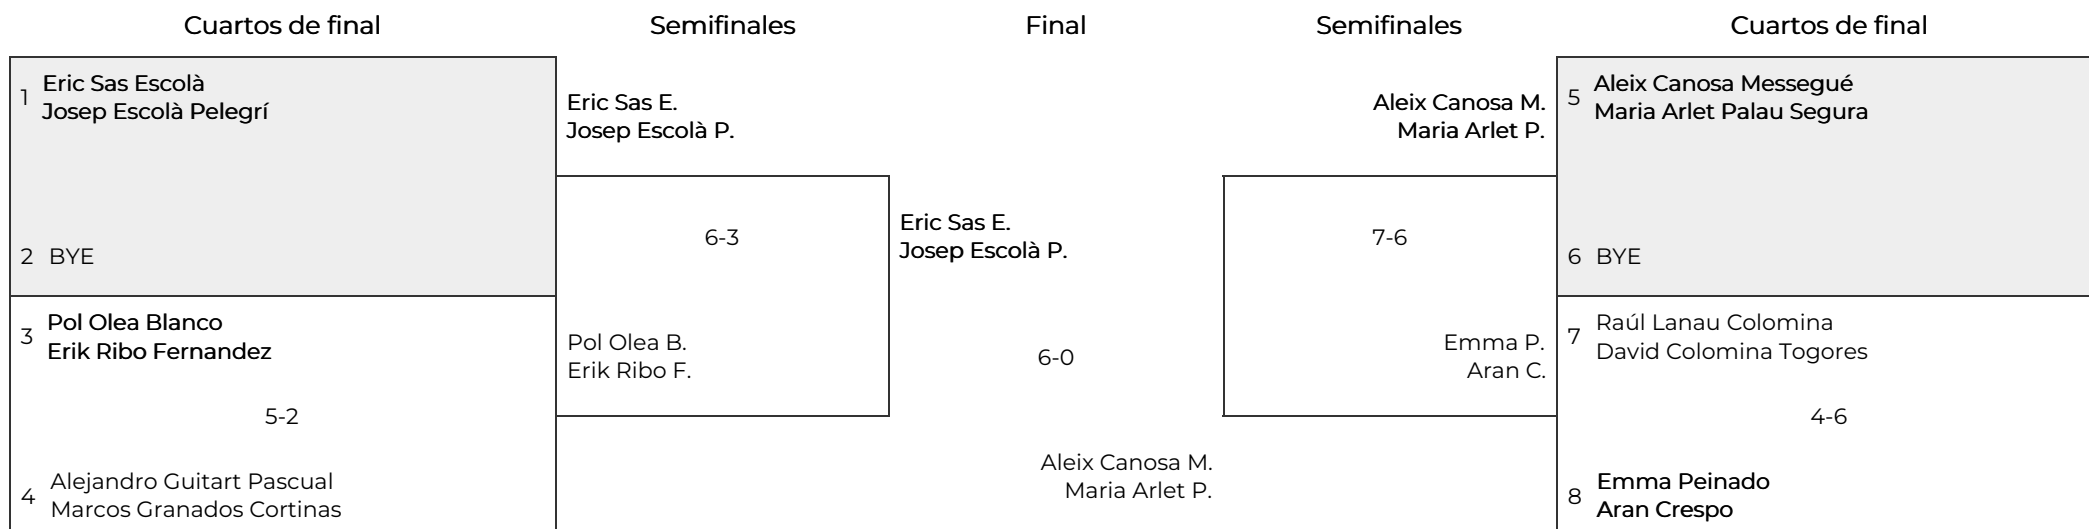 Cuartos de final
Semifinales
Final
Semifinales
Cuartos de final
1
Eric Sas Escolà
Josep Escolà Pelegrí
2 BYE
3
Pol Olea Blanco
Erik Ribo Fernandez
5-2
4
Alejandro Guitart Pascual
Marcos Granados Cortinas
Eric Sas E.
Josep Escolà P.
6-3
Pol Olea B.
Erik Ribo F.
Eric Sas E.
Josep Escolà P.
6-0
Aleix Canosa M.
Maria Arlet P.
Aleix Canosa M.
Maria Arlet P.
7-6
Emma P.
Aran C.
5
Aleix Canosa Messegué
Maria Arlet Palau Segura
6 BYE
7
Raúl Lanau Colomina
David Colomina Togores
4-6
8
Emma Peinado
Aran Crespo